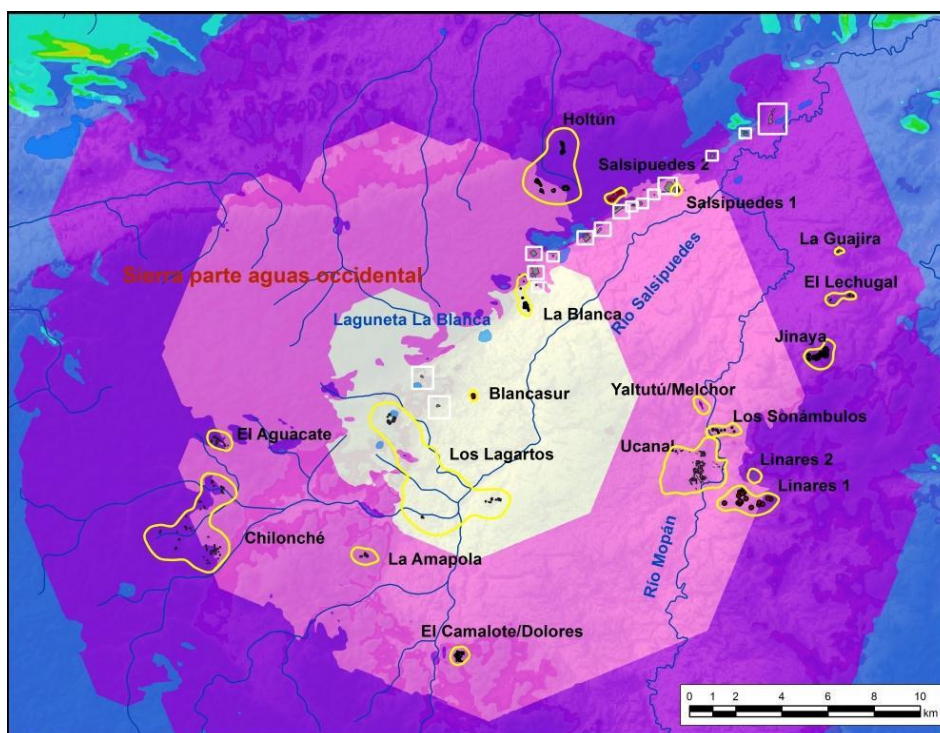 Holtún
Salsipuedes 2
Salsipuedes 1
La Guajira
Sierra parte aguas occidental
El Lechugal
Río Salsipuedes
Laguneta La Blanca
La Blanca
Jinaya
Blancasur
Yaltutú/Melchor
Los Sonámbulos
El Aguacate
Ucanal
Los Lagartos
Linares 2
Linares 1
Chilonché
La Amapola
Río Mopán
El Camalote/Dolores
0 1 2 4 6 8 10
km